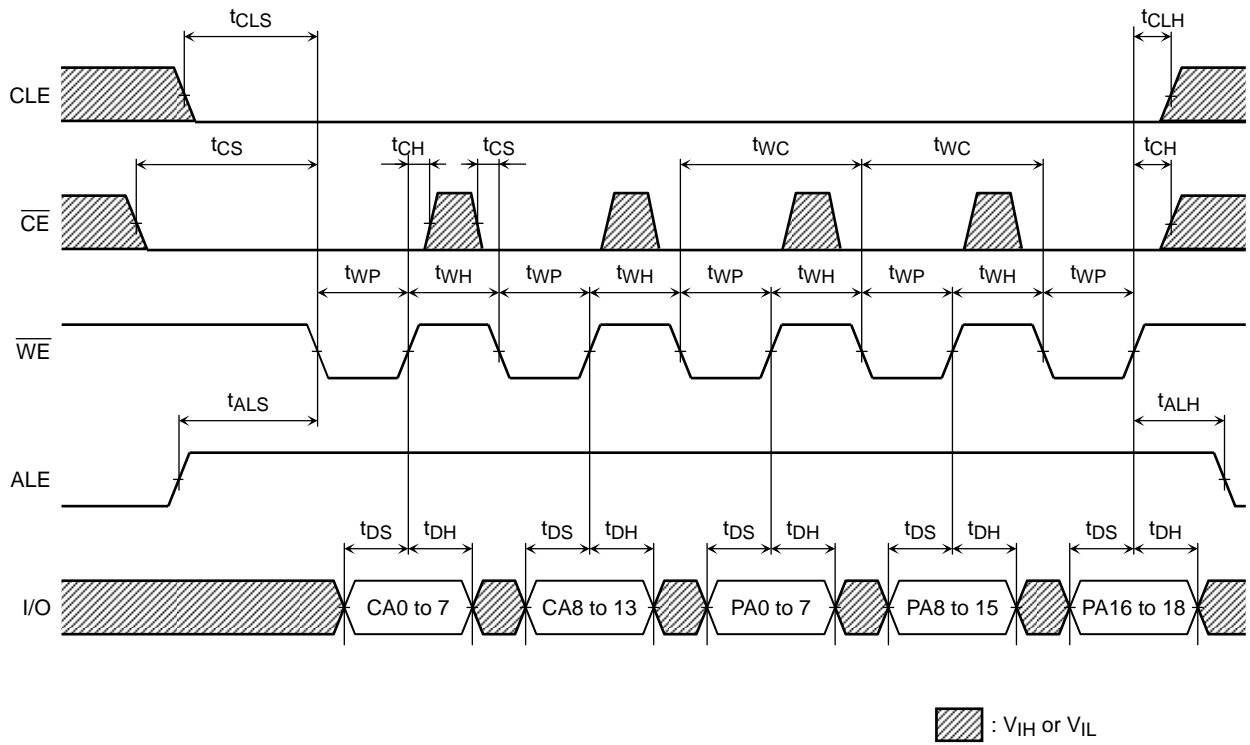 tCLS tCLH
CLE
tCS tCH tCS tWC tWC tCH
CE
tWP tWH tWP tWH tWP tWH tWP tWH tWP
WE
tALS tALH
ALE
tDS tDH tDS tDH tDS tDH tDS tDH tDS tDH
I/O CA0 to 7 CA8 to 13 PA0 to 7 PA8 to 15 PA16 to 18
: VIH or VIL